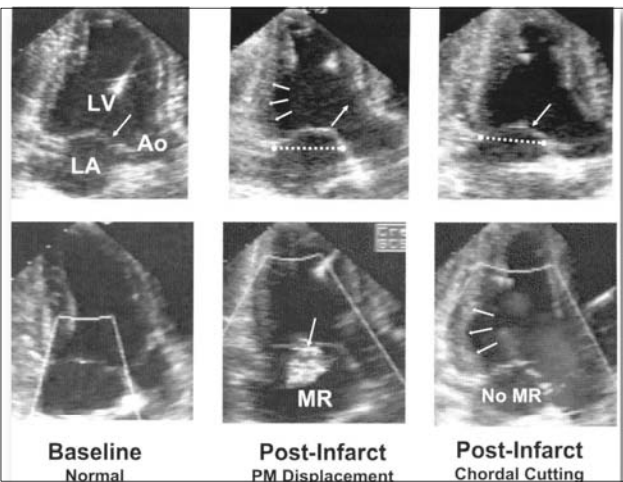 LV
Ao
LA
MR
No MR
Baseline
Normal
Post-Infarct
PM Displacement
Post-Infarct
Chordal Cutting